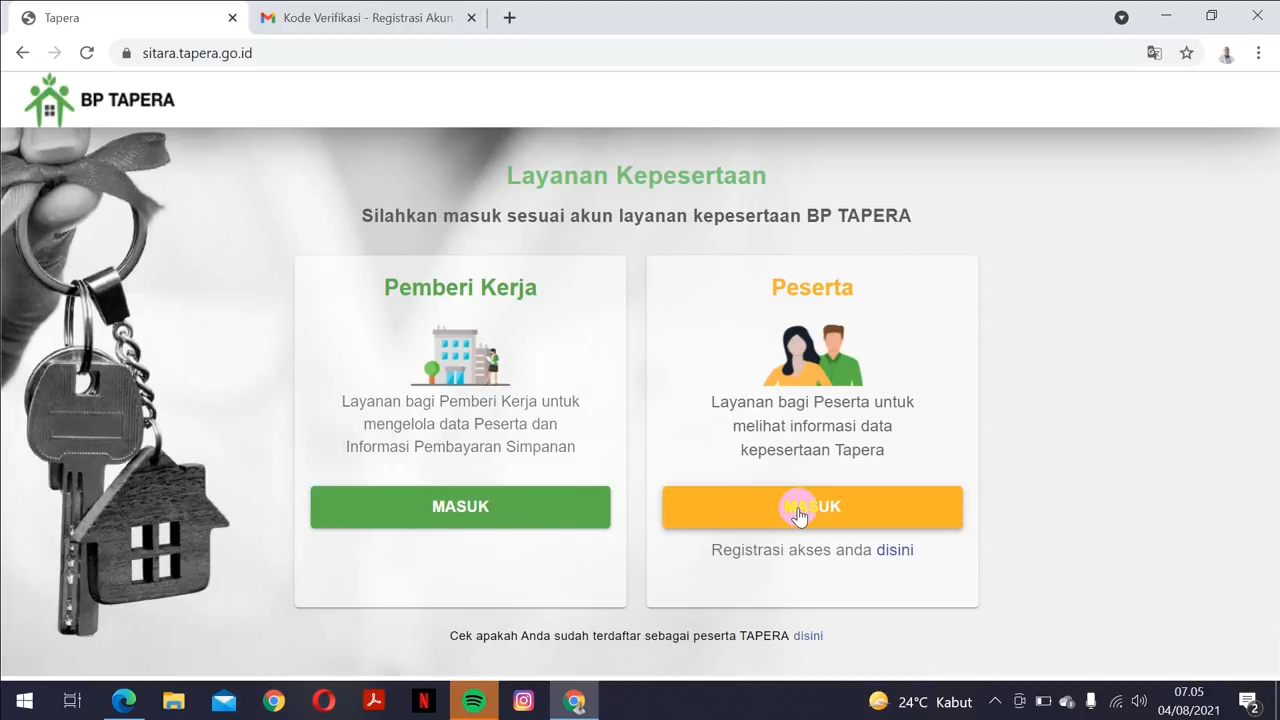 Tapera
Kode Verifikasi - Registrasi Akun
sitara.tapera.go.id
BP TAPERA
Layanan Kepesertaan
Silahkan masuk sesuai akun layanan kepesertaan BP TAPERA
Pemberi Kerja
Layanan bagi Pemberi Kerja untuk
mengelola data Peserta dan
Informasi Pembayaran Simpanan
MASUK
Peserta
Layanan bagi Peserta untuk
melihat informasi data
kepesertaan Tapera
MASUK
Registrasi akses anda disini
Cek apakah Anda sudah terdaftar sebagai peserta TAPERA disini
24°C Kabut
07.05
04/08/2021
2